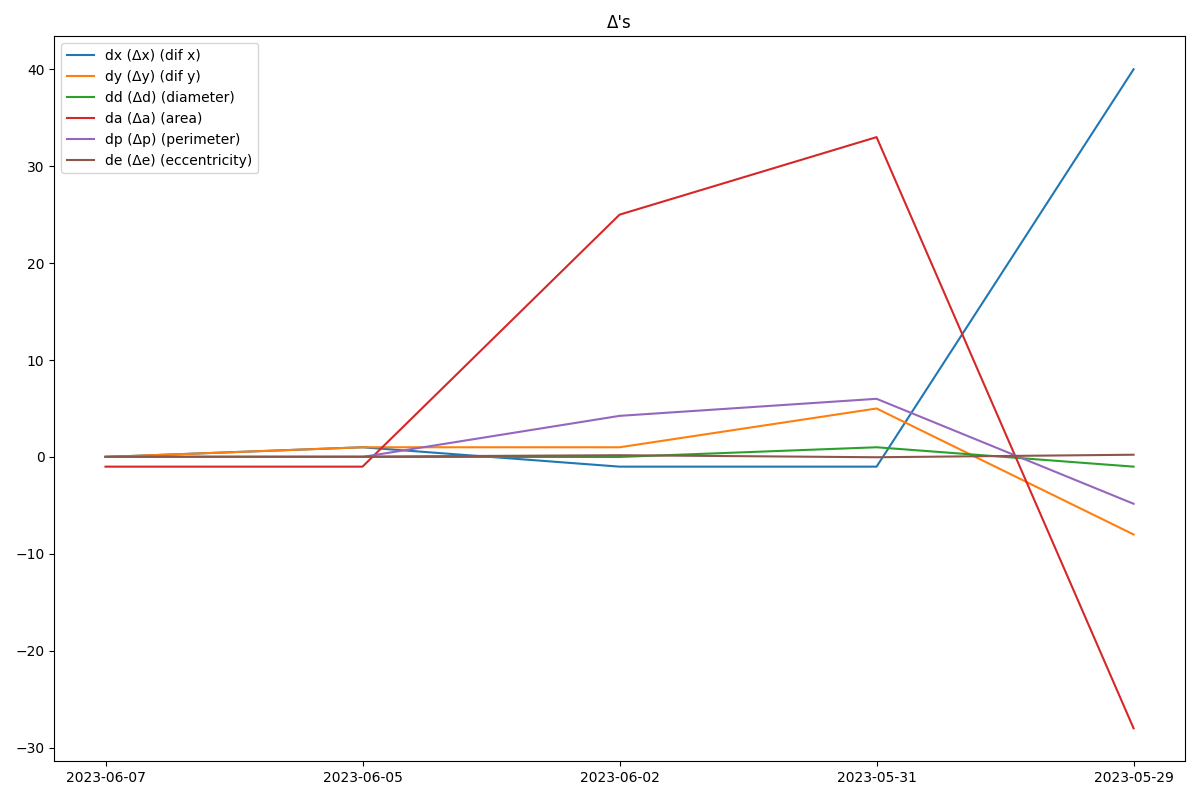 Δ's
dx (Δx) (dif x)
dy (Δy) (dif y)
dd (Δd) (diameter)
da (Δa) (area)
dp (Δp) (perimeter)
de (Δe) (eccentricity)
40
30
20
10
0
−10
−20
−30
2023-06-07 2023-06-05 2023-06-02 2023-05-31 2023-05-29